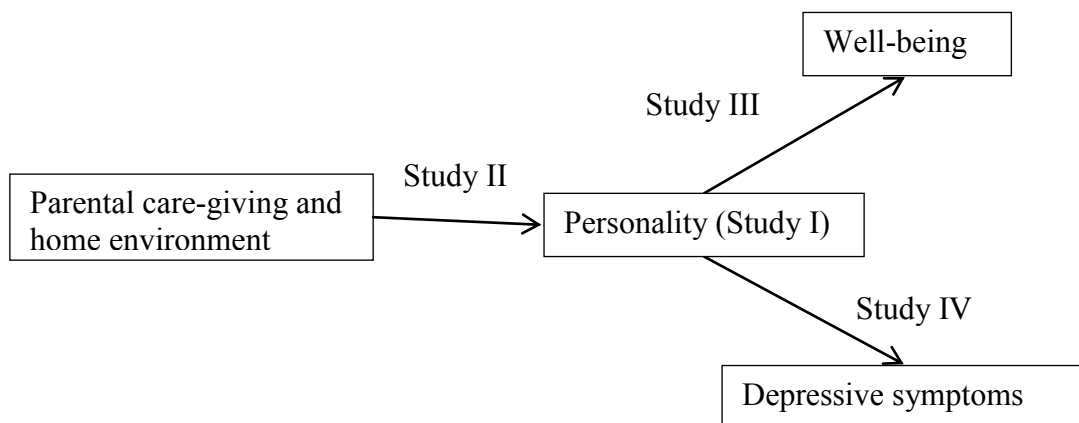 Well-being
Study III
Study II
Parental care-giving and
home environment
Personality (Study I)
Study IV
Depressive symptoms